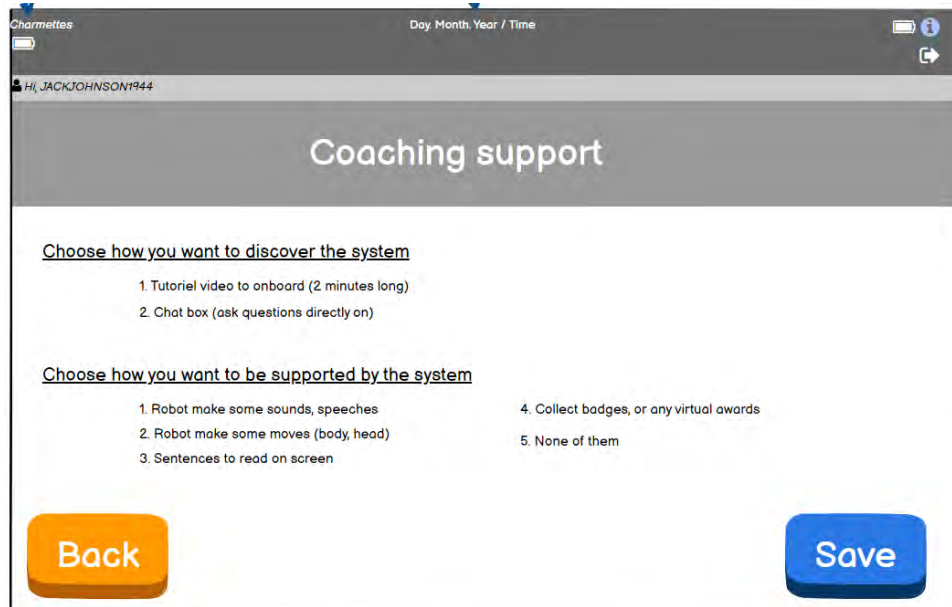 Charmettes
Day. Month. Year / Time
i
Hi, JACKJOHNSON1944
Coaching support
Choose how you want to discover the system
1. Tutoriel video to onboard (2 minutes long)
2. Chat box (ask questions directly on)
Choose how you want to be supported by the system
1. Robot make some sounds, speeches
2. Robot make some moves (body, head)
3. Sentences to read on screen
4. Collect badges, or any virtual awards
5. None of them
Back
Save